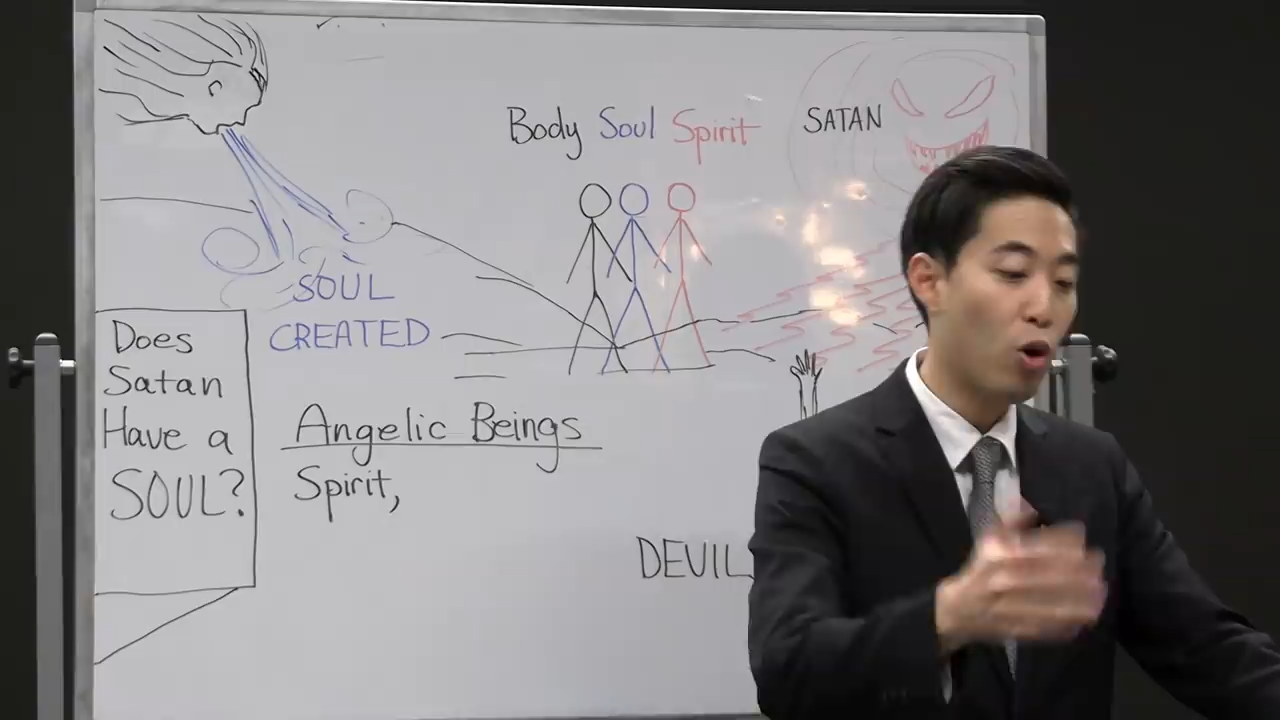 Body Soul Spirit
SATAN
SOUL
CREATED
Does
Satan
Have a
SOUL?
Angelic Beings
Spirit,
DEVIL